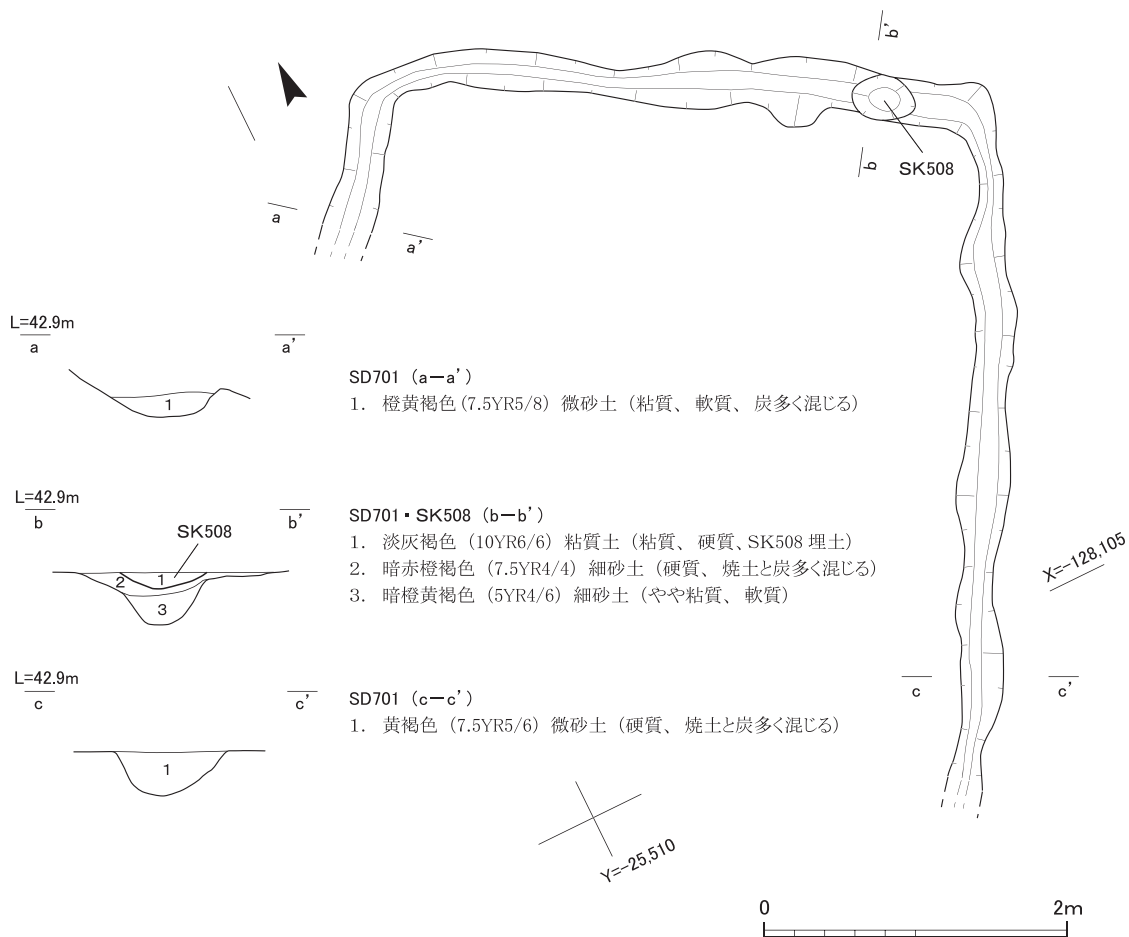 b'
b
SK508
a
a'
L=42.9m
a
a'
1
SD701 (a－a')
1. 橙黄褐色 (7.5YR5/8) 微砂土 (粘質、 軟質、 炭多く混じる)
L=42.9m
b
b'
SK508
1
2
3
SD701・SK508 (b－b')
1. 淡灰褐色 (10YR6/6) 粘質土 (粘質、 硬質、SK508 埋土)
2. 暗赤橙褐色 (7.5YR4/4) 細砂土 (硬質、 焼土と炭多く混じる)
3. 暗橙黄褐色 (5YR4/6) 細砂土 (やや粘質、 軟質)
X=-128,105
L=42.9m
c
c'
1
SD701 (c－c')
1. 黄褐色 (7.5YR5/6) 微砂土 (硬質、 焼土と炭多く混じる)
c
c'
Y=-25,510
0
2m